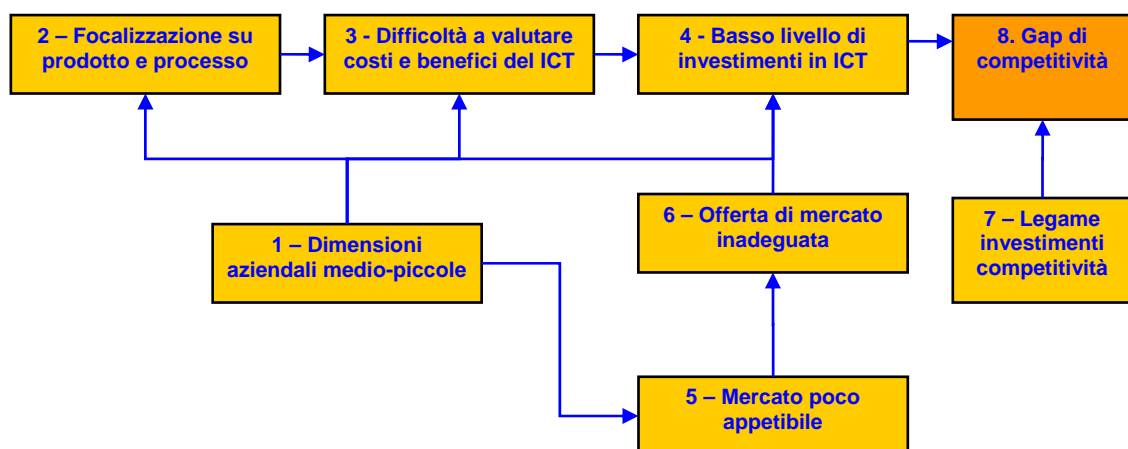 2 – Focalizzazione su
prodotto e processo
3 - Difficoltà a valutare
costi e benefici del ICT
4 - Basso livello di
investimenti in ICT
8. Gap di
competitività
1 – Dimensioni
aziendali medio-piccole
6 – Offerta di mercato
inadeguata
7 – Legame
investimenti
competitività
5 – Mercato poco
appetibile